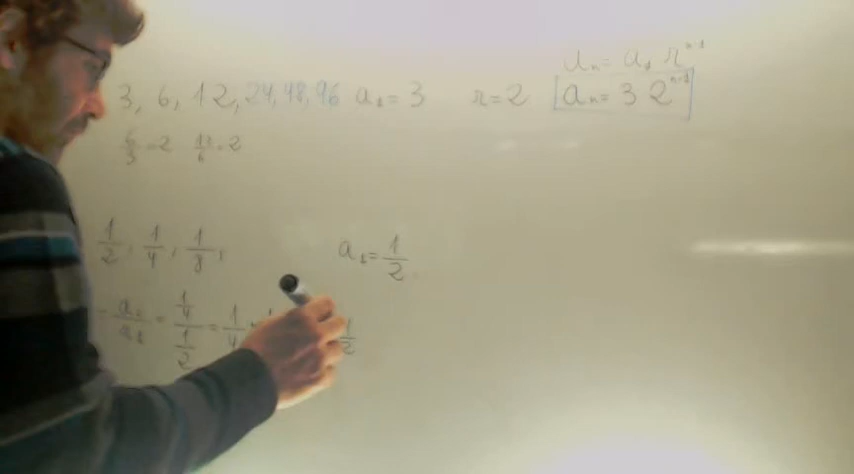 aₙ = a₁ r^(n-1)
3, 6, 12, 24, 48, 96 a₁ = 3 r = 2 aₙ = 3 2^(n-1)
6/3 = 2 12/6 = 2
1/2, 1/4, 1/8, a₁ = 1/2
= a₂/a₁ = 1/4 / 1/2 = 1/4 1/2